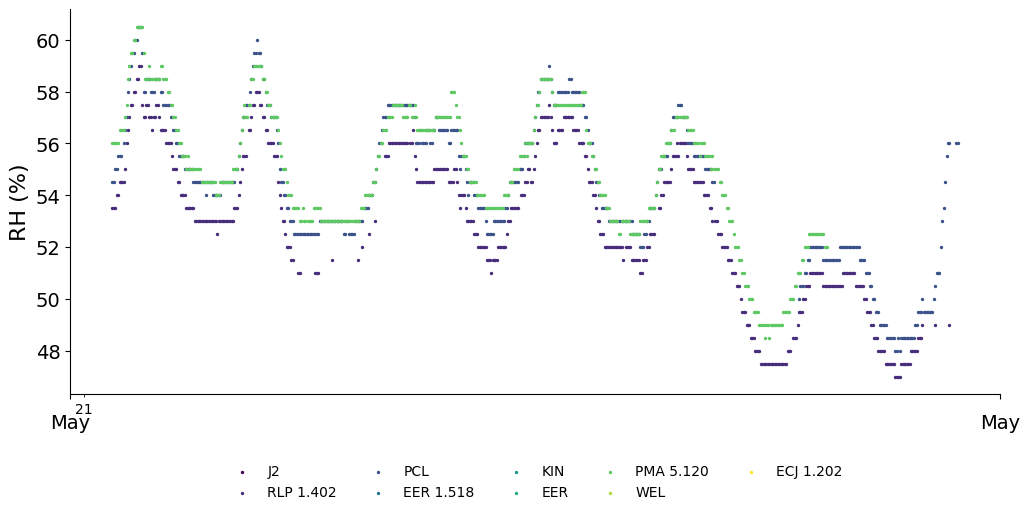 RH (%)
60
58
56
54
52
50
48
21
May
May
J2
PCL
KIN
PMA 5.120
ECJ 1.202
RLP 1.402
EER 1.518
EER
WEL